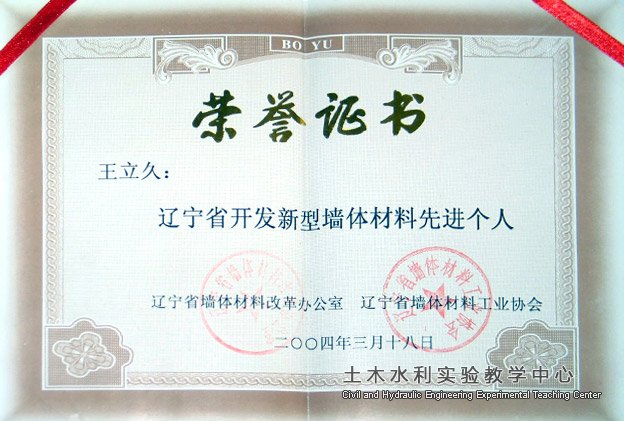 BO YU
荣誉证书
王立久：
辽宁省开发新型墙体材料先进个人
辽宁省墙体材料改革办公室 辽宁省墙体材料工业协会
二〇〇四年三月十八日
土木水利实验教学中心
Civil and Hydraulic Engineering Experimental Teaching Center